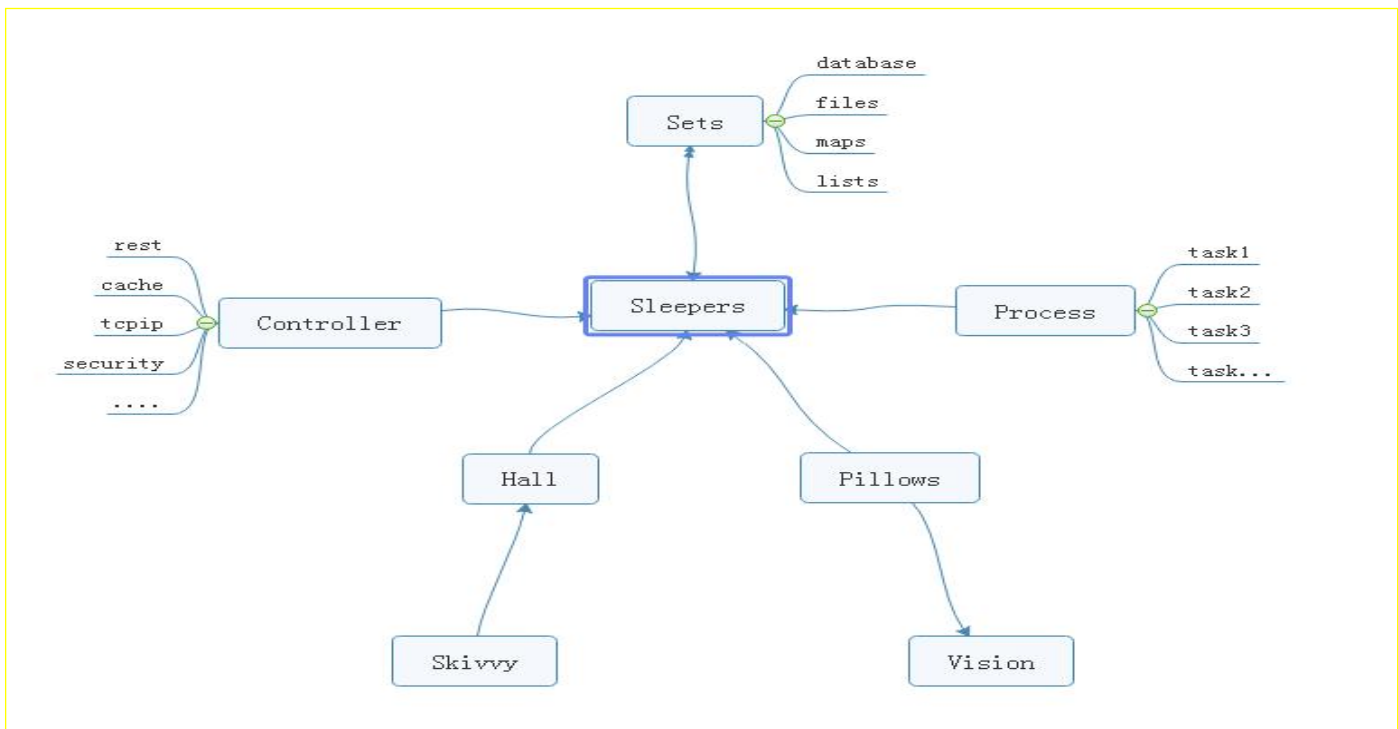 database
Sets
files
maps
lists
rest
cache
tcpip
security
....
Controller
Sleepers
Process
task1
task2
task3
task...
Hall
Pillows
Skivvy
Vision